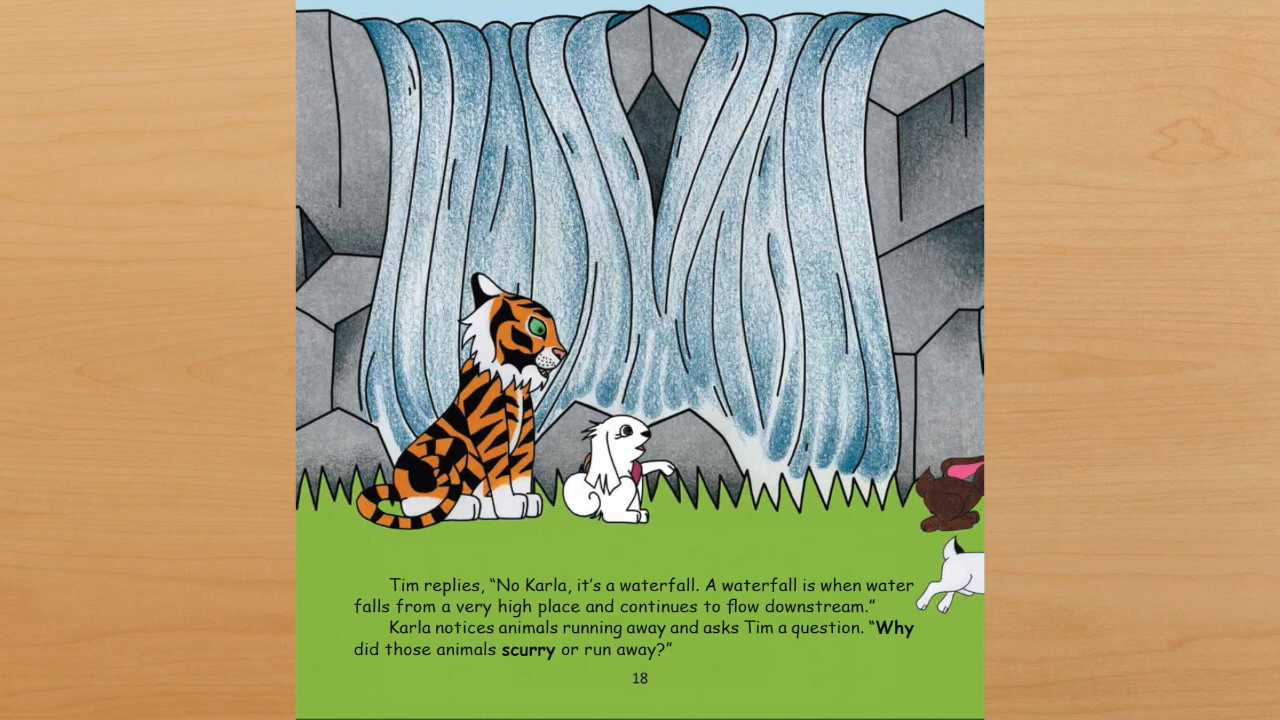 Tim replies, “No Karla, it’s a waterfall. A waterfall is when water
falls from a very high place and continues to flow downstream.”
Karla notices animals running away and asks Tim a question. “Why
did those animals scurry or run away?”
18